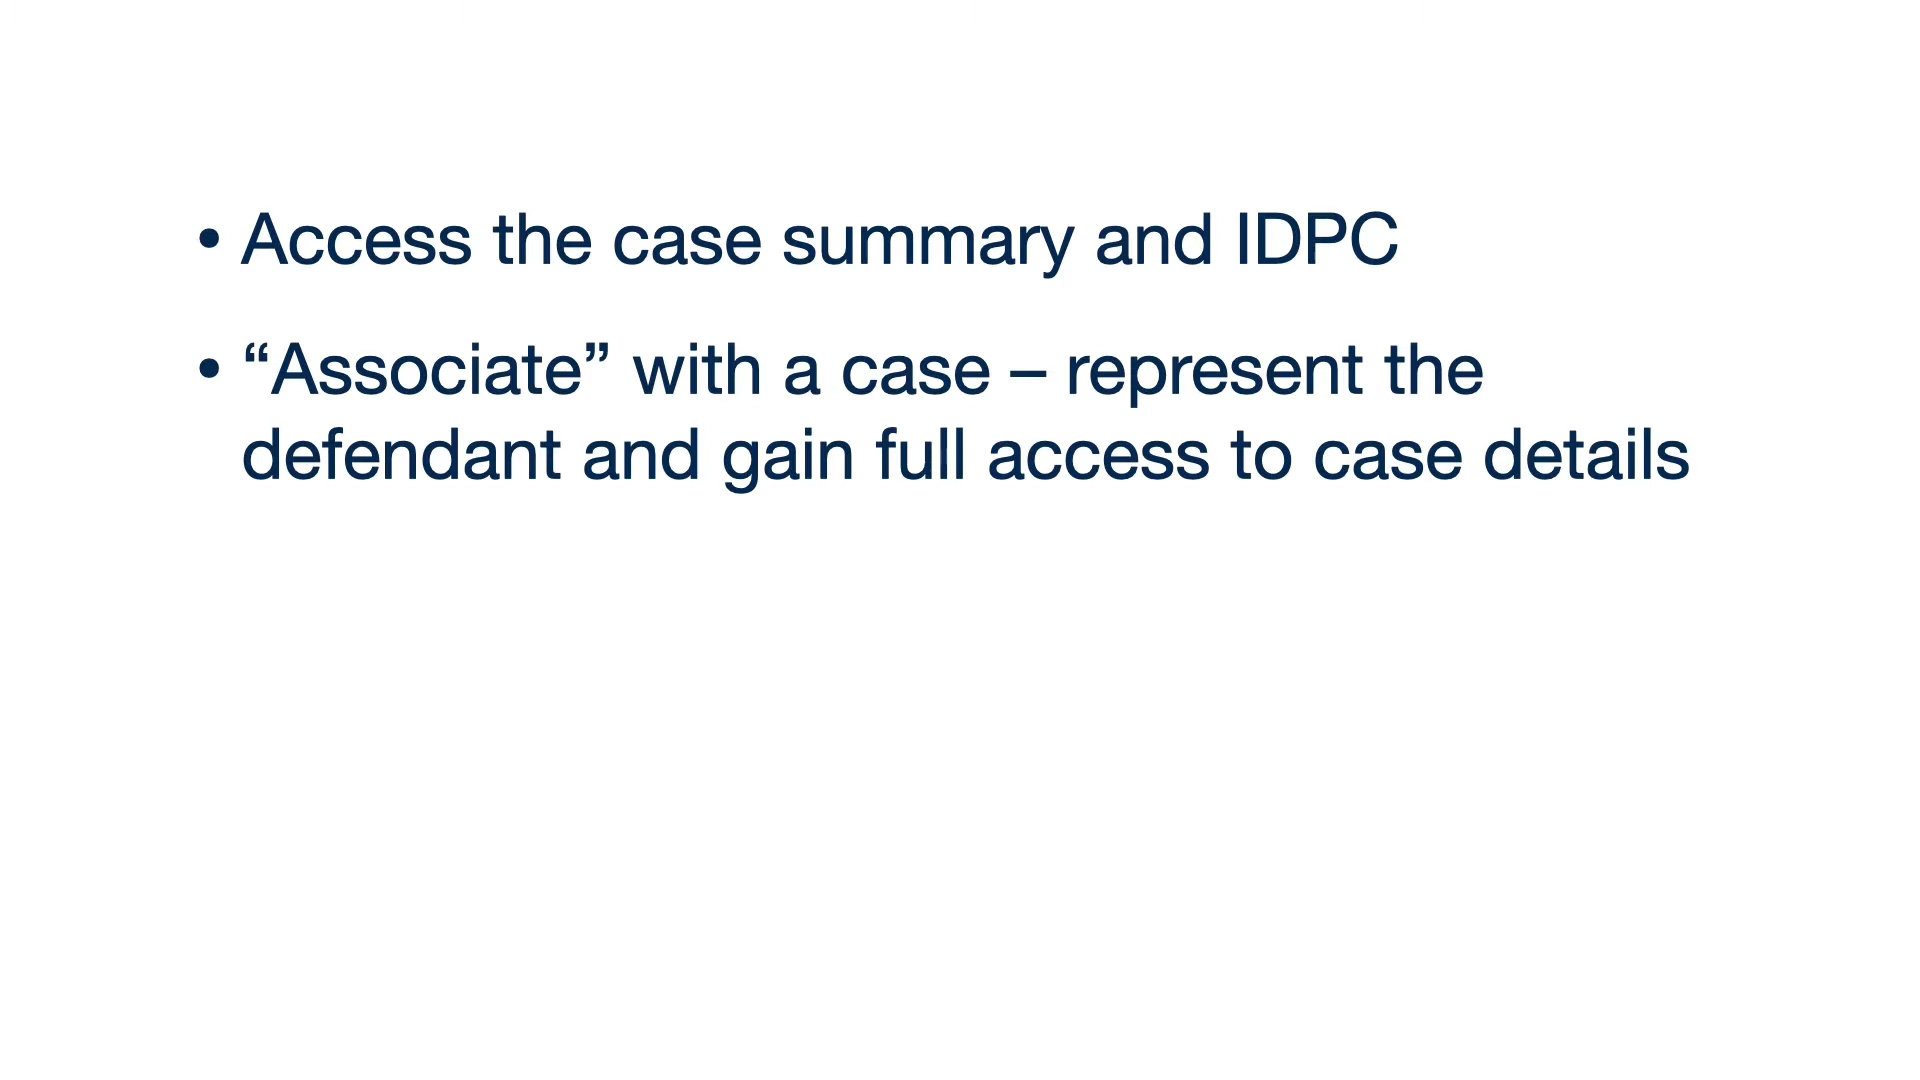 • Access the case summary and IDPC
• “Associate” with a case – represent the
defendant and gain full access to case details